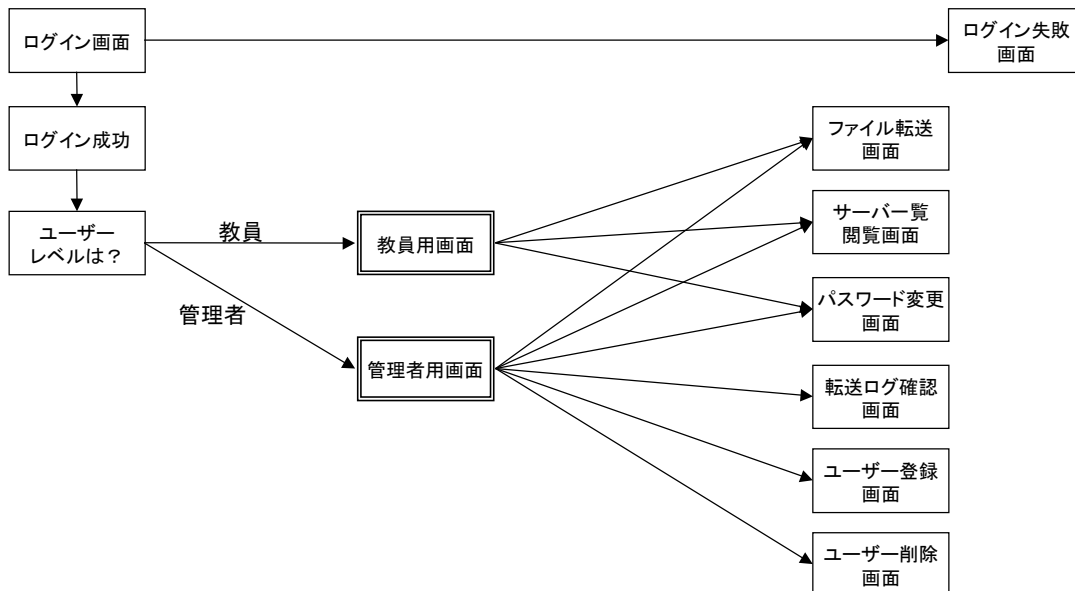 ログイン画面
ログイン失敗
画面
ログイン成功
ファイル転送
画面
ユーザー
レベルは？
教員
教員用画面
サーバー覧
閲覧画面
管理者
管理者用画面
パスワード変更
画面
転送ログ確認
画面
ユーザー登録
画面
ユーザー削除
画面